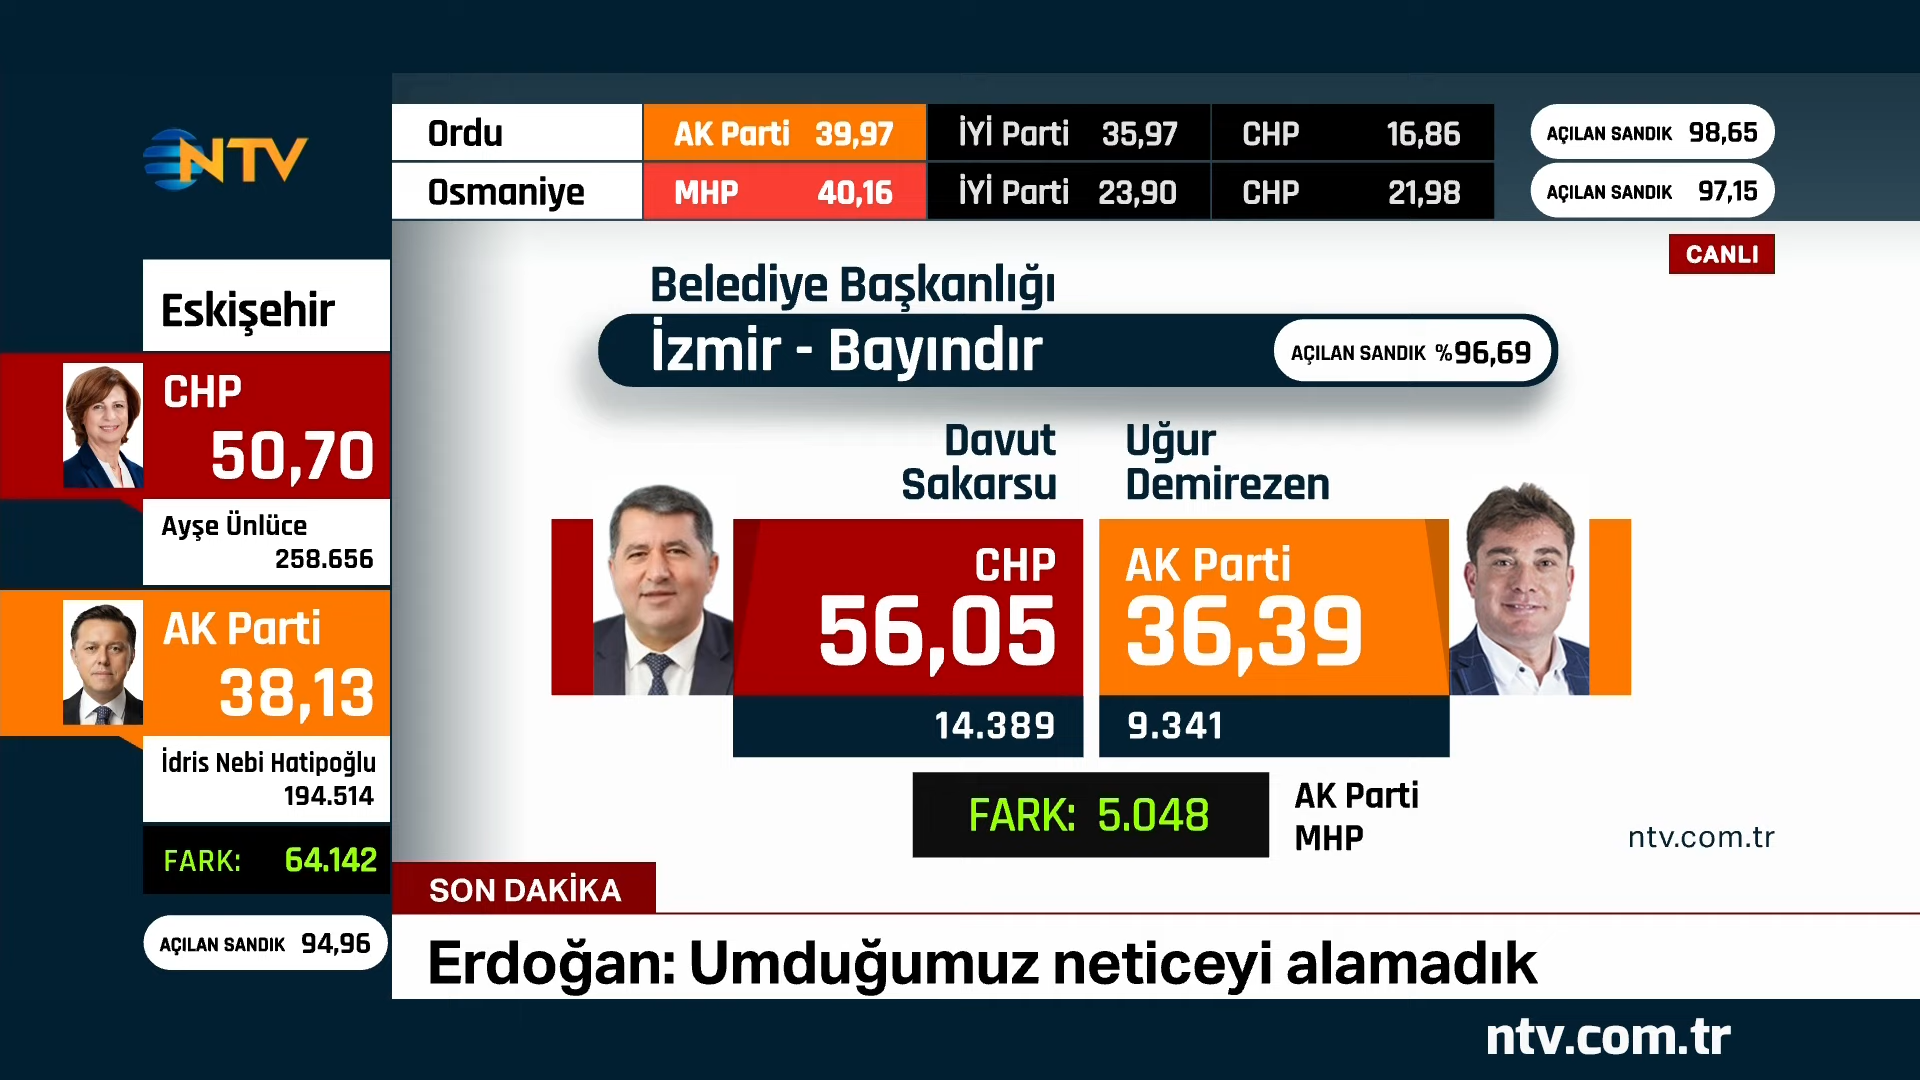 NTV
Ordu AK Parti 39,97 İYİ Parti 35,97 CHP 16,86 AÇILAN SANDIK 98,65
Osmaniye MHP 40,16 İYİ Parti 23,90 CHP 21,98 AÇILAN SANDIK 97,15
CANLI
Eskişehir
CHP
50,70
Ayşe Ünlüce
258.656
AK Parti
38,13
İdris Nebi Hatipoğlu
194.514
FARK: 64.142
AÇILAN SANDIK 94,96
Belediye Başkanlığı
İzmir - Bayındır AÇILAN SANDIK %96,69
Davut
Sakarsu
CHP
56,05
14.389
Uğur
Demirezen
AK Parti
36,39
9.341
FARK: 5.048
AK Parti
MHP
ntv.com.tr
SON DAKİKA
Erdoğan: Umduğumuz neticeyi alamadık
ntv.com.tr